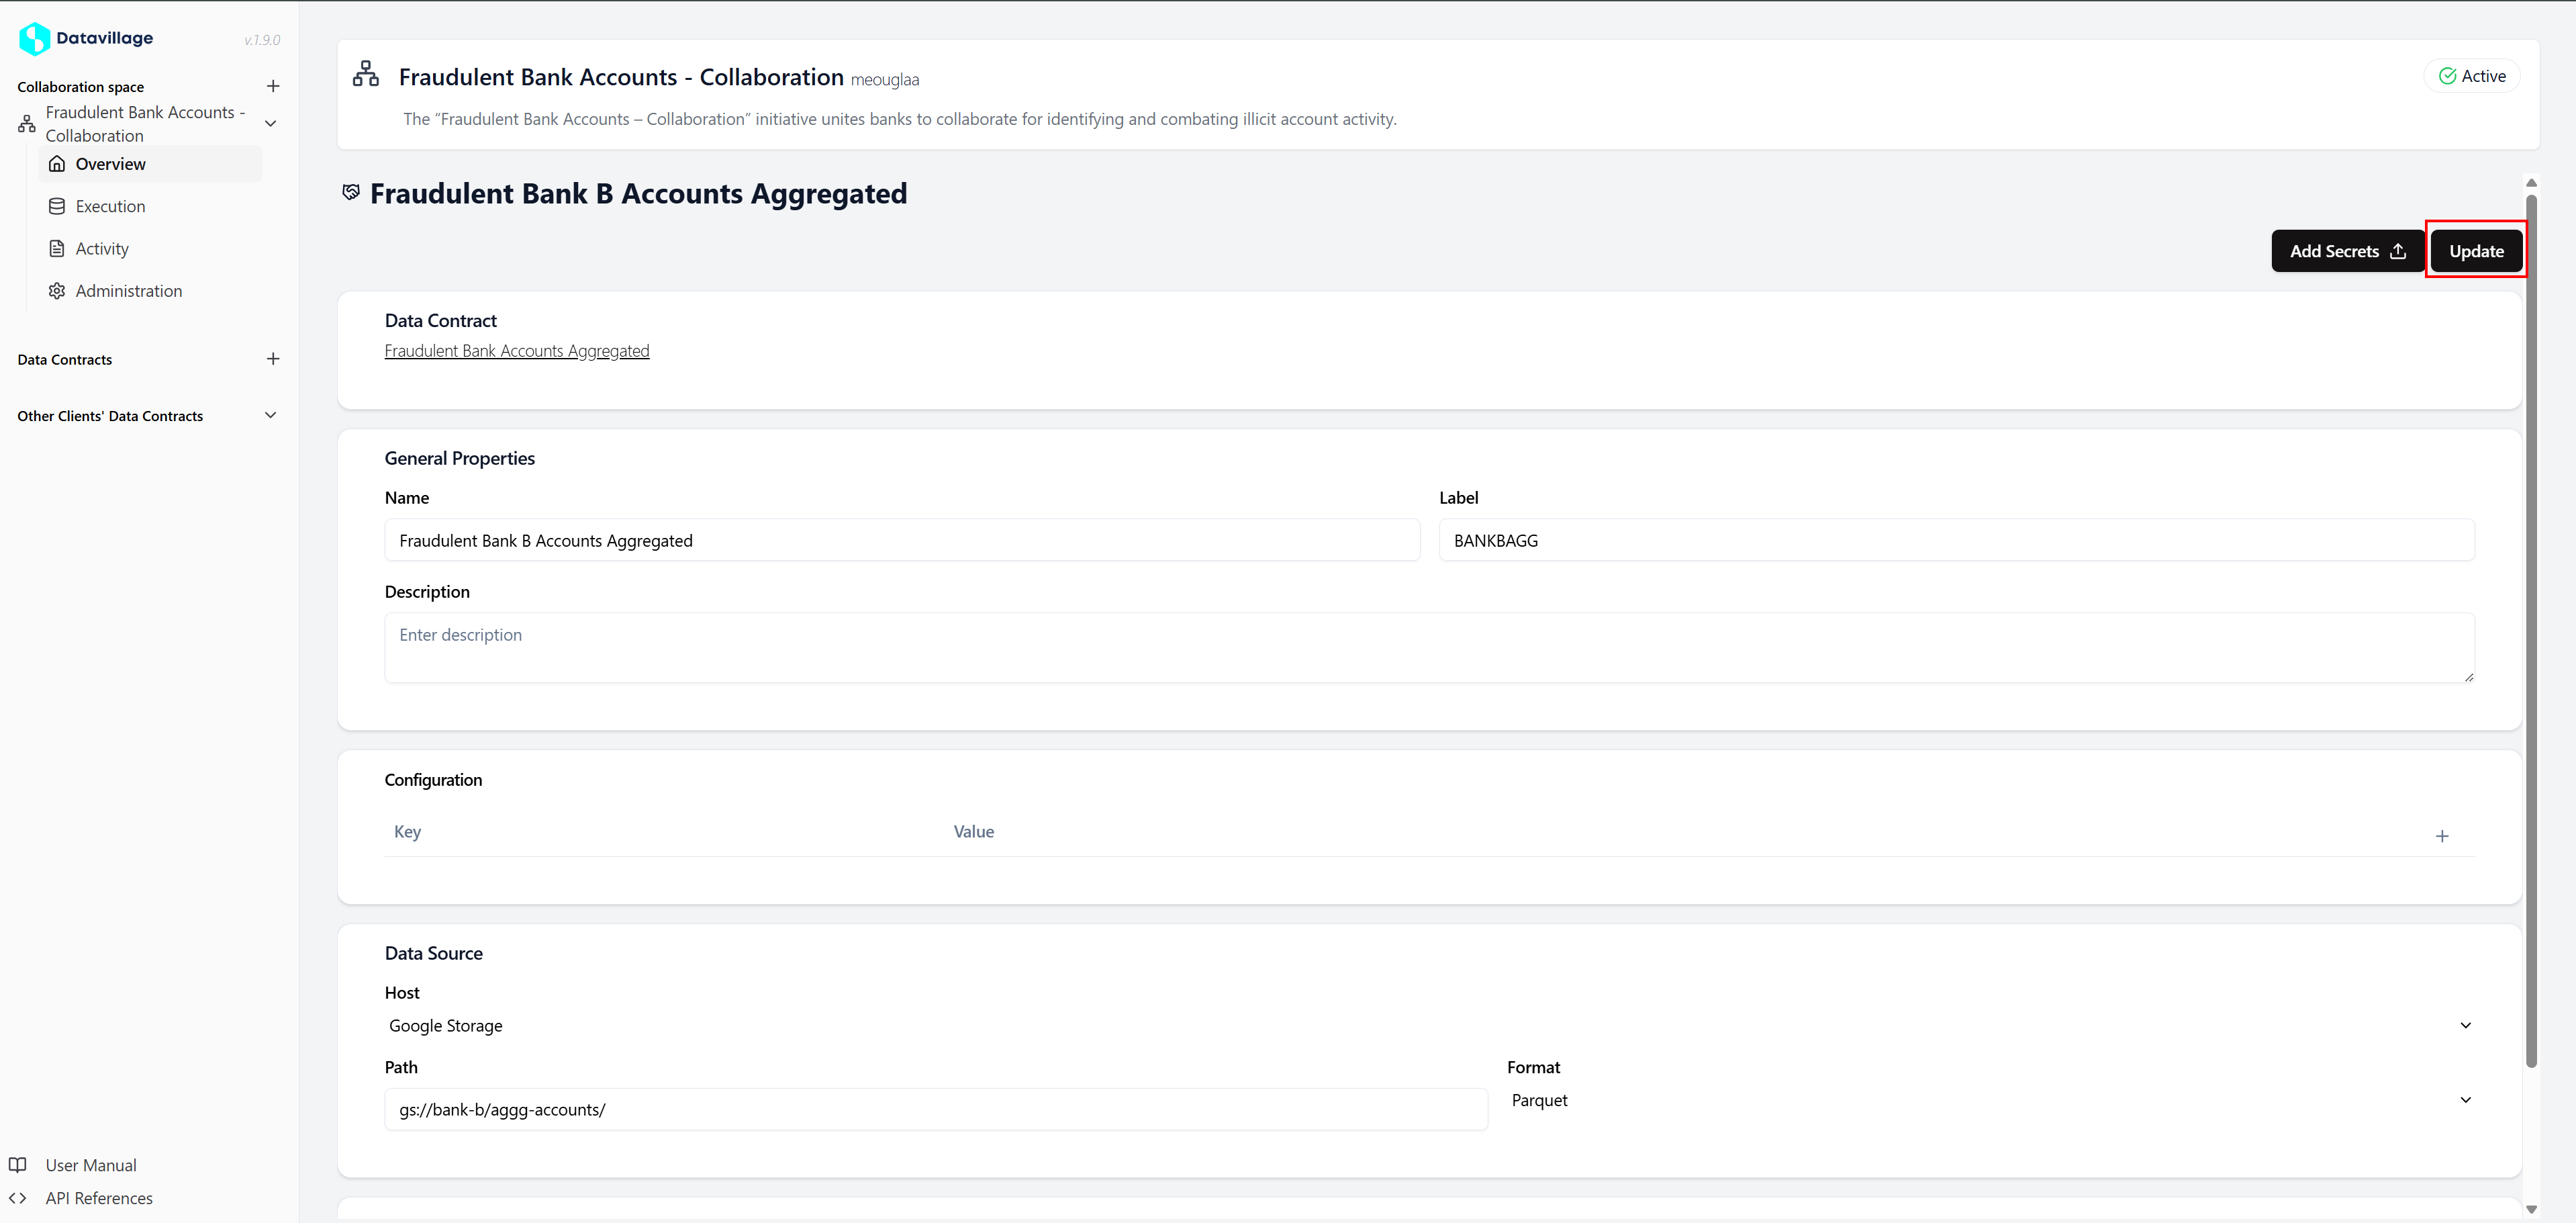 Datavillage
v.1.9.0
Collaboration space
Fraudulent Bank Accounts -
Collaboration
Overview
Execution
Activity
Administration
Data Contracts
Other Clients' Data Contracts
User Manual
API References
Fraudulent Bank Accounts - Collaboration meouglaa
Active
The “Fraudulent Bank Accounts – Collaboration” initiative unites banks to collaborate for identifying and combating illicit account activity.
Fraudulent Bank B Accounts Aggregated
Add Secrets
Update
Data Contract
Fraudulent Bank Accounts Aggregated
General Properties
Name
Label
Fraudulent Bank B Accounts Aggregated
BANKBAGG
Description
Enter description
Configuration
Key
Value
Data Source
Host
Google Storage
Path
Format
gs://bank-b/aggg-accounts/
Parquet